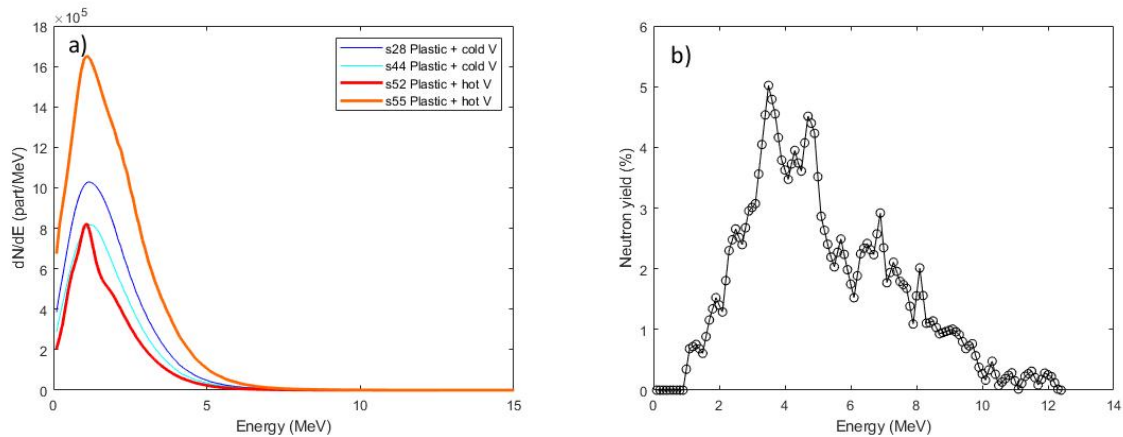 a)
×10^5
18
16
14
12
10
8
6
4
2
0
dN/dE (part/MeV)
0 5 10 15
Energy (MeV)
s28 Plastic + cold V
s44 Plastic + cold V
s52 Plastic + hot V
s55 Plastic + hot V
b)
6
5
4
3
2
1
0
Neutron yield (%)
0 2 4 6 8 10 12 14
Energy (MeV)